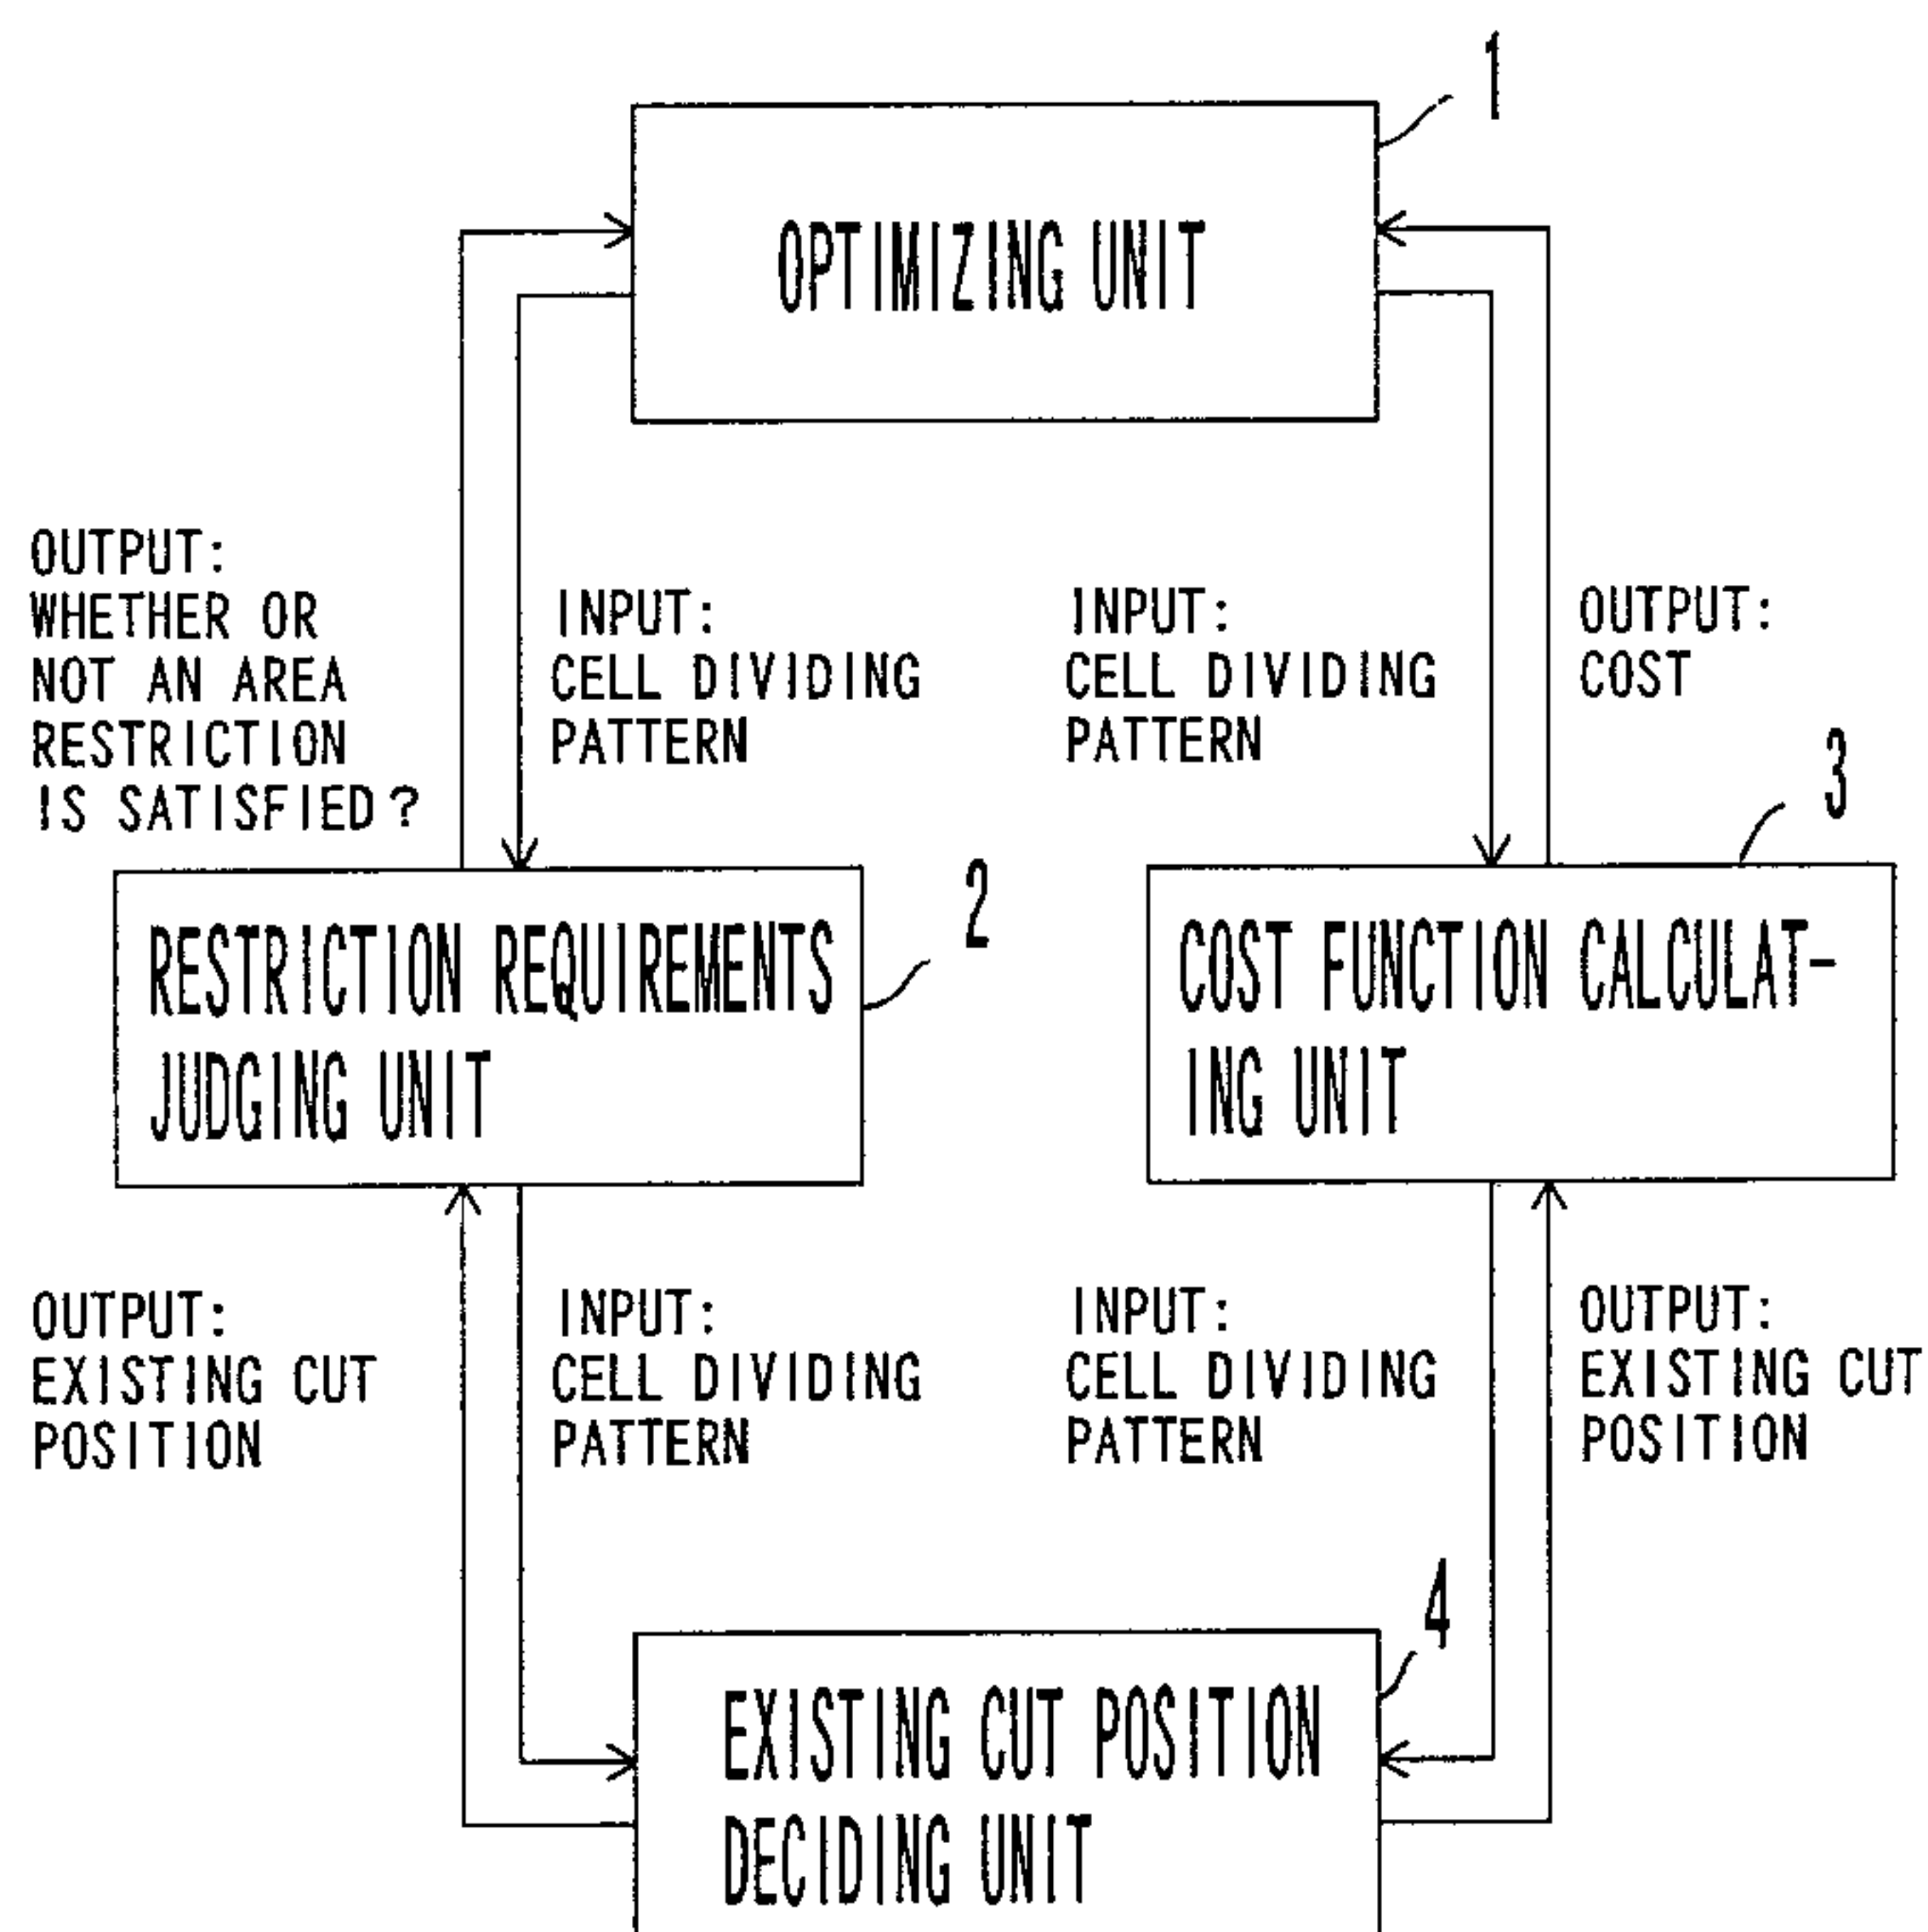 1
OPTIMIZING UNIT
OUTPUT:
WHETHER OR
NOT AN AREA
RESTRICTION
IS SATISFIED?
INPUT:
CELL DIVIDING
PATTERN
INPUT:
CELL DIVIDING
PATTERN
OUTPUT:
COST
2
RESTRICTION REQUIREMENTS
JUDGING UNIT
3
COST FUNCTION CALCULAT-
ING UNIT
OUTPUT:
EXISTING CUT
POSITION
INPUT:
CELL DIVIDING
PATTERN
INPUT:
CELL DIVIDING
PATTERN
OUTPUT:
EXISTING CUT
POSITION
4
EXISTING CUT POSITION
DECIDING UNIT